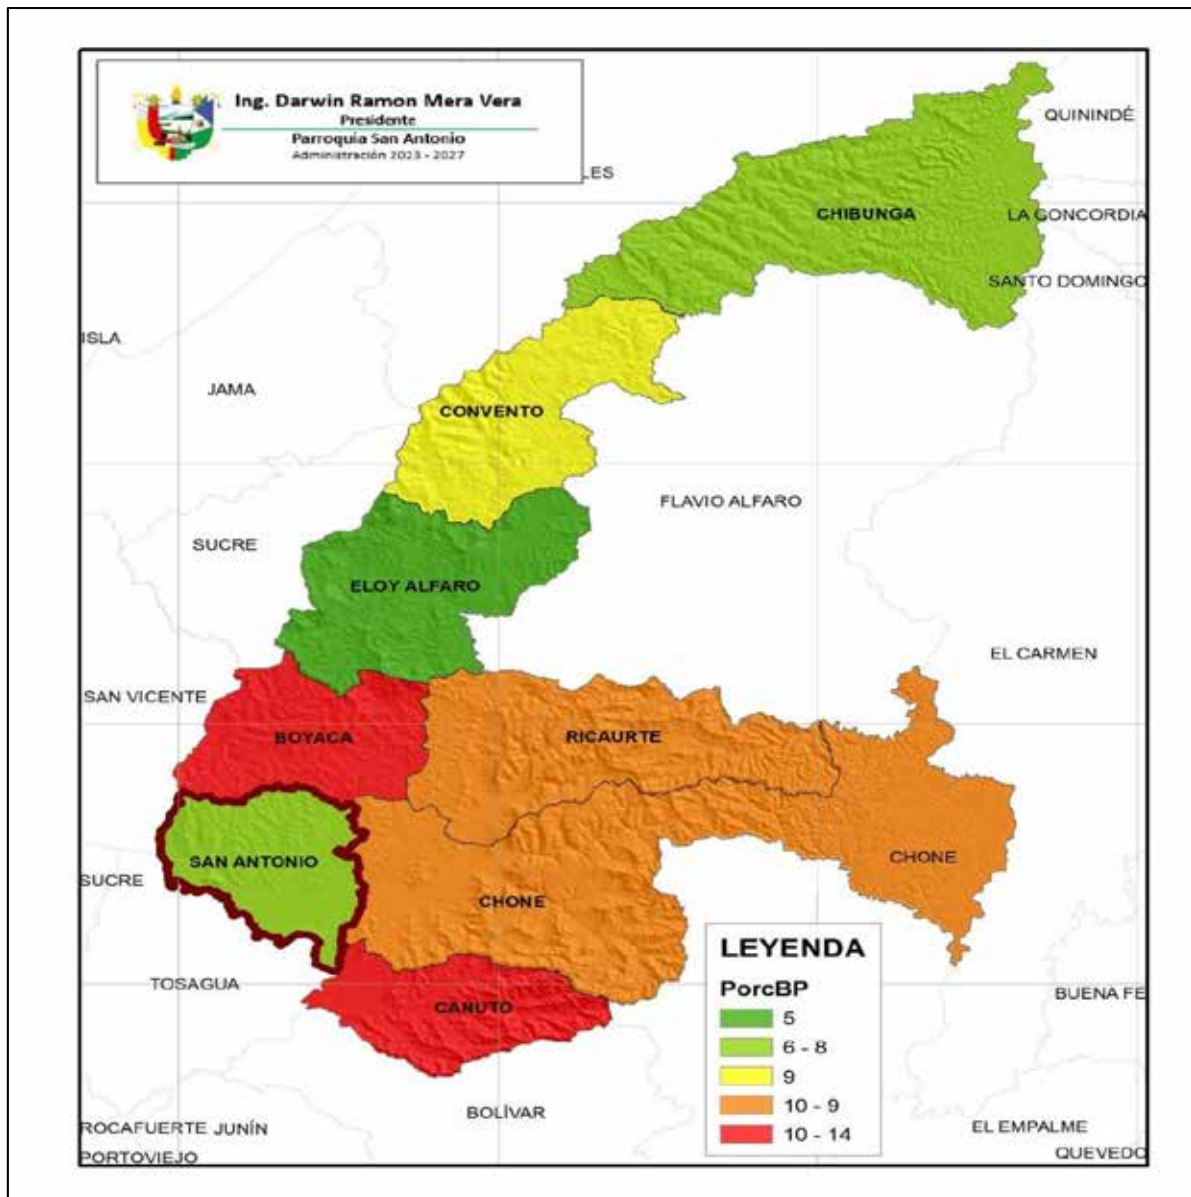 Ing. Darwin Ramon Mera Vera
Presidente
Parroquia San Antonio
Administración 2023 - 2027
QUININDÉ
LES
CHIBUNGA
LA CONCORDIA
SANTO DOMINGO
ISLA
JAMA
CONVENTO
FLAVIO ALFARO
SUCRE
ELOY ALFARO
EL CARMEN
SAN VICENTE
BOYACA
RICAURTE
SAN ANTONIO
CHONE
SUCRE
CHONE
LEYENDA
PorcBP
5
6 - 8
9
10 - 9
10 - 14
TOSAGUA
BUENA FE
CANUTO
BOLÍVAR
ROCAFUERTE JUNÍN
EL EMPALME
PORTOVIEJO
QUEVEDO